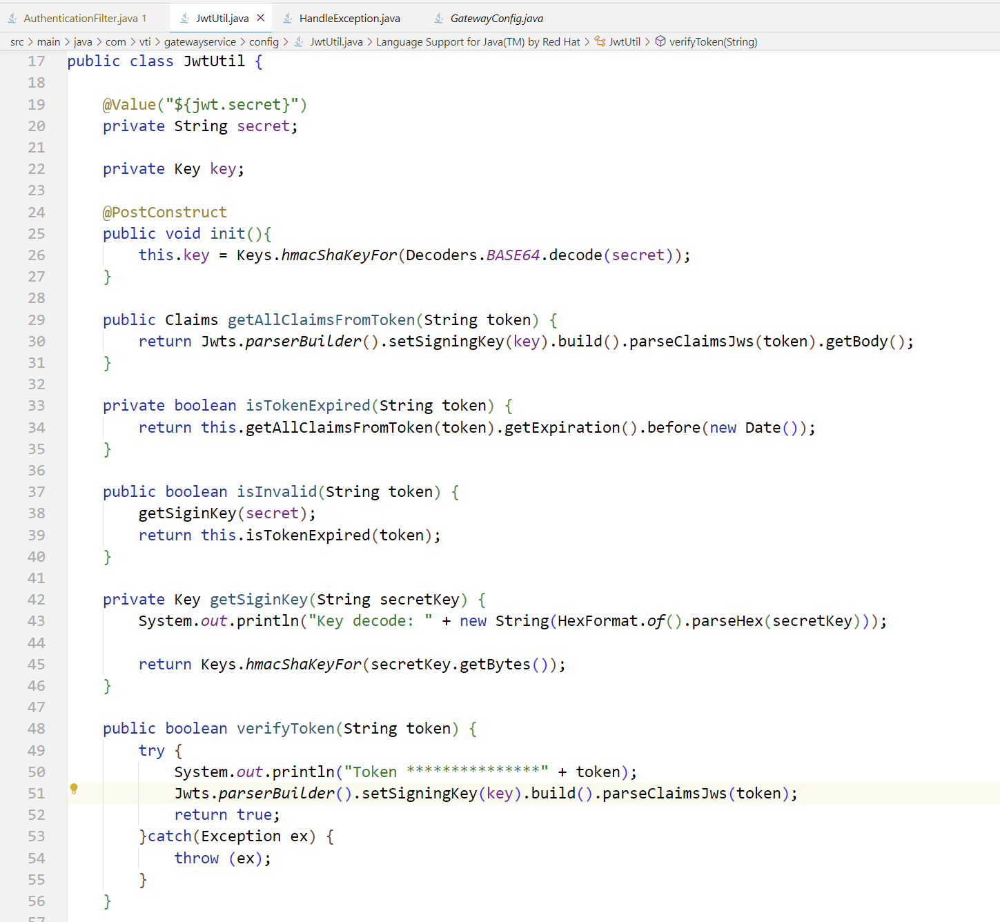 AuthenticationFilter.java 1 JwtUtil.java × HandleException.java GatewayConfig.java
src > main > java > com > vti > gatewayservice > config > JwtUtil.java > Language Support for Java(TM) by Red Hat > JwtUtil > verifyToken(String)
17 public class JwtUtil {
18
19 @Value("${jwt.secret}")
20 private String secret;
21
22 private Key key;
23
24 @PostConstruct
25 public void init(){
26 this.key = Keys.hmacShaKeyFor(Decoders.BASE64.decode(secret));
27 }
28
29 public Claims getAllClaimsFromToken(String token) {
30 return Jwts.parserBuilder().setSigningKey(key).build().parseClaimsJws(token).getBody();
31 }
32
33 private boolean isTokenExpired(String token) {
34 return this.getAllClaimsFromToken(token).getExpiration().before(new Date());
35 }
36
37 public boolean isInvalid(String token) {
38 getSiginKey(secret);
39 return this.isTokenExpired(token);
40 }
41
42 private Key getSiginKey(String secretKey) {
43 System.out.println("Key decode: " + new String(HexFormat.of().parseHex(secretKey)));
44
45 return Keys.hmacShaKeyFor(secretKey.getBytes());
46 }
47
48 public boolean verifyToken(String token) {
49 try {
50 System.out.println("Token ***************" + token);
51 Jwts.parserBuilder().setSigningKey(key).build().parseClaimsJws(token);
52 return true;
53 }catch(Exception ex) {
54 throw (ex);
55 }
56 }
57